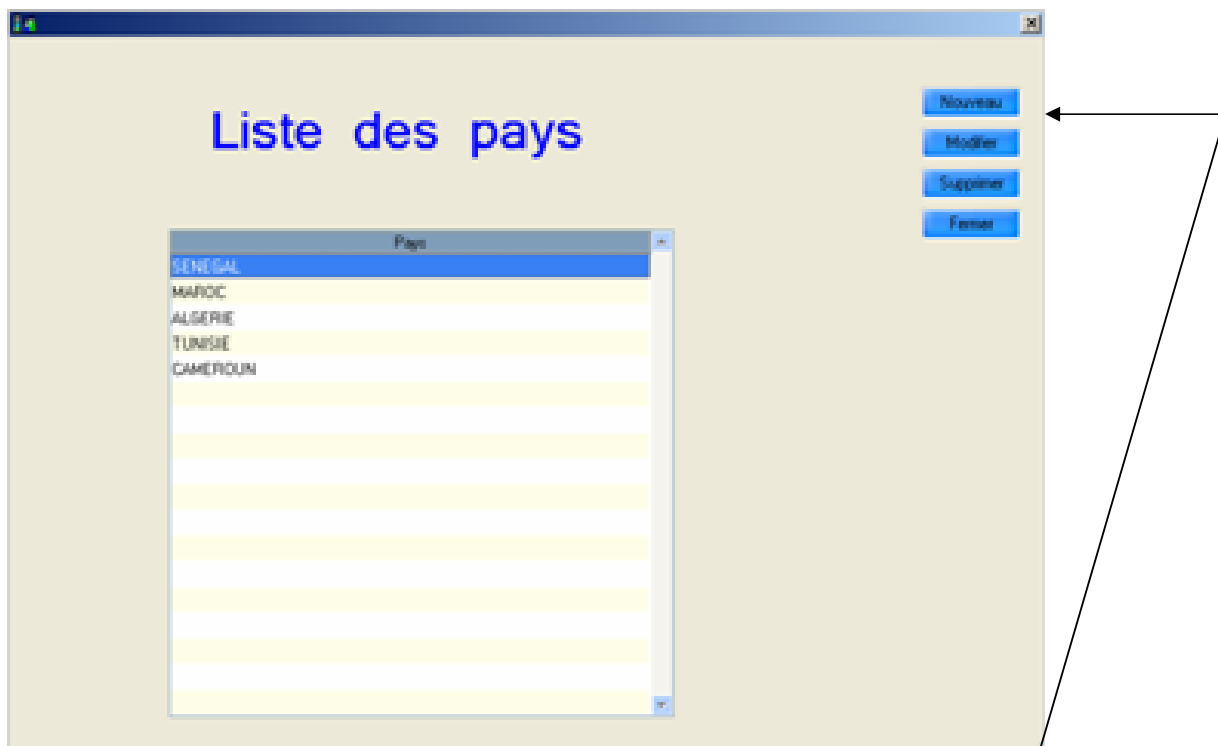 Liste des pays
Nouveau
Modifier
Supprimer
Fermer
Pays
SENEGAL
MAROC
ALGERIE
TUNISIE
CAMEROUN